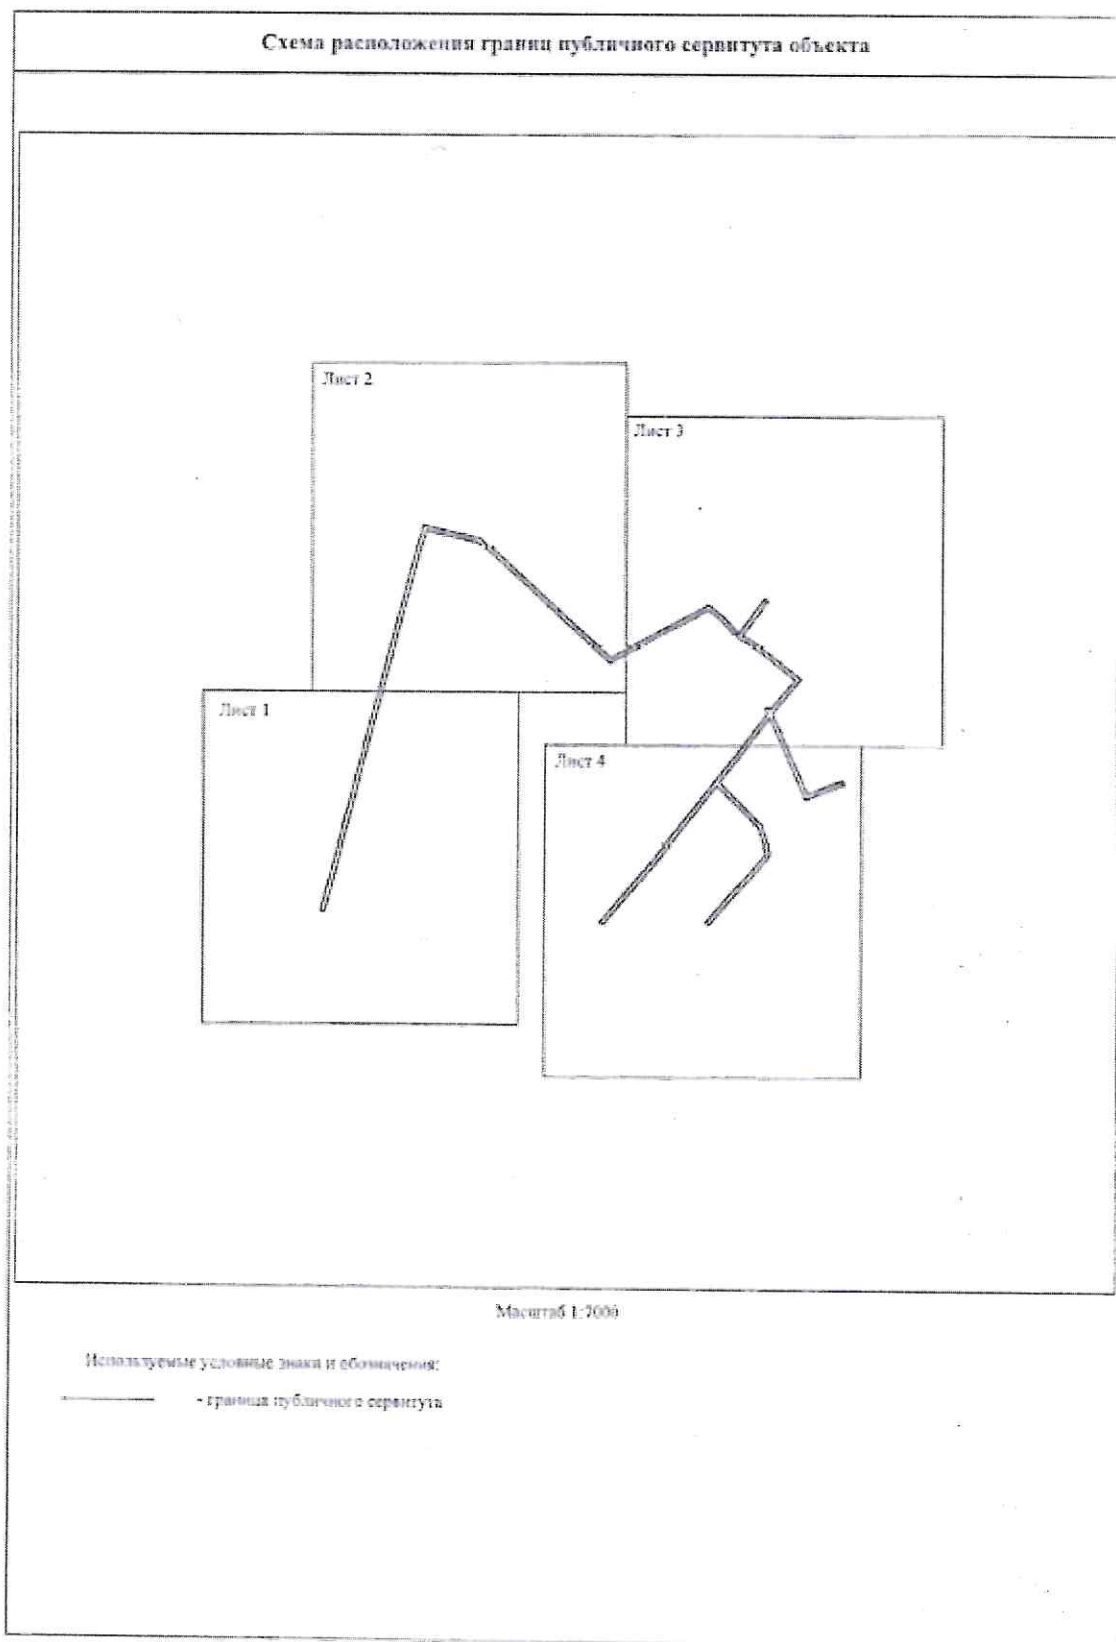 Схема расположения границ публичного сервитута объекта
Лист 2
Лист 3
Лист 1
Лист 4
Масштаб 1:7000
Используемые условные знаки и обозначения:
- граница публичного сервитута